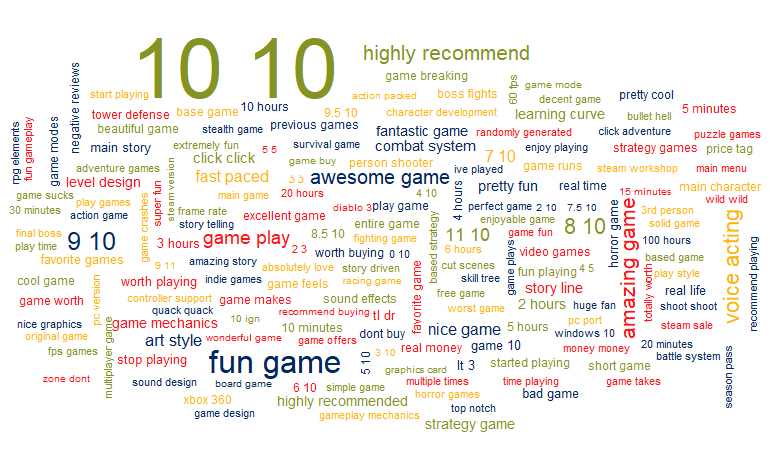 10 10
highly recommend
game breaking
negative reviews
start playing
action packed
boss fights
60 fps
game mode
decent game
pretty cool
tower defense
base game
10 hours
9.5 10
character development
learning curve
bullet hell
5 minutes
rpg elements
fun gameplay
game modes
beautiful game
stealth game
previous games
fantastic game
randomly generated
click adventure
puzzle games
main story
extremely fun
survival game
combat system
enjoy playing
strategy games
price tag
click click
5 5
game buy
person shooter
ive played
7 10
game runs
steam workshop
main menu
adventure games
steam version
fast paced
3 3
awesome game
level design
super fun
pretty fun
real time
15 minutes
main character
game sucks
play games
main game
20 hours
diablo 3
4 10
4 hours
perfect game
2 10
7.5 10
wild wild
30 minutes
action game
game crashes
frame rate
excellent game
play game
enjoyable game
8 10
horror game
amazing game
3rd person
solid game
voice acting
final boss
story telling
entire game
based strategy
11 10
game fun
play time
9 10
3 hours
game play
2 3
8.5 10
fighting game
6 hours
game plays
video games
100 hours
recommend playing
favorite games
9 11
amazing story
worth buying
0 10
cut scenes
based game
cool game
absolutely love
story driven
favorite game
skill tree
fun playing
4 5
totally worth
play style
pc version
worth playing
indie games
game feels
racing game
free game
story line
real life
game worth
controller support
game makes
sound effects
worst game
2 hours
huge fan
shoot shoot
quack quack
recommend buying
tl dr
nice graphics
multiplayer game
game mechanics
10 ign
10 minutes
nice game
5 hours
pc port
steam sale
original game
art style
wonderful game
game offers
dont buy
windows 10
20 minutes
fps games
stop playing
fun game
3 10
5 10
real money
game 10
money money
battle system
season pass
graphics card
lt 3
started playing
short game
zone dont
sound design
board game
6 10
simple game
multiple times
time playing
game takes
xbox 360
highly recommended
horror games
bad game
game design
gameplay mechanics
top notch
strategy game